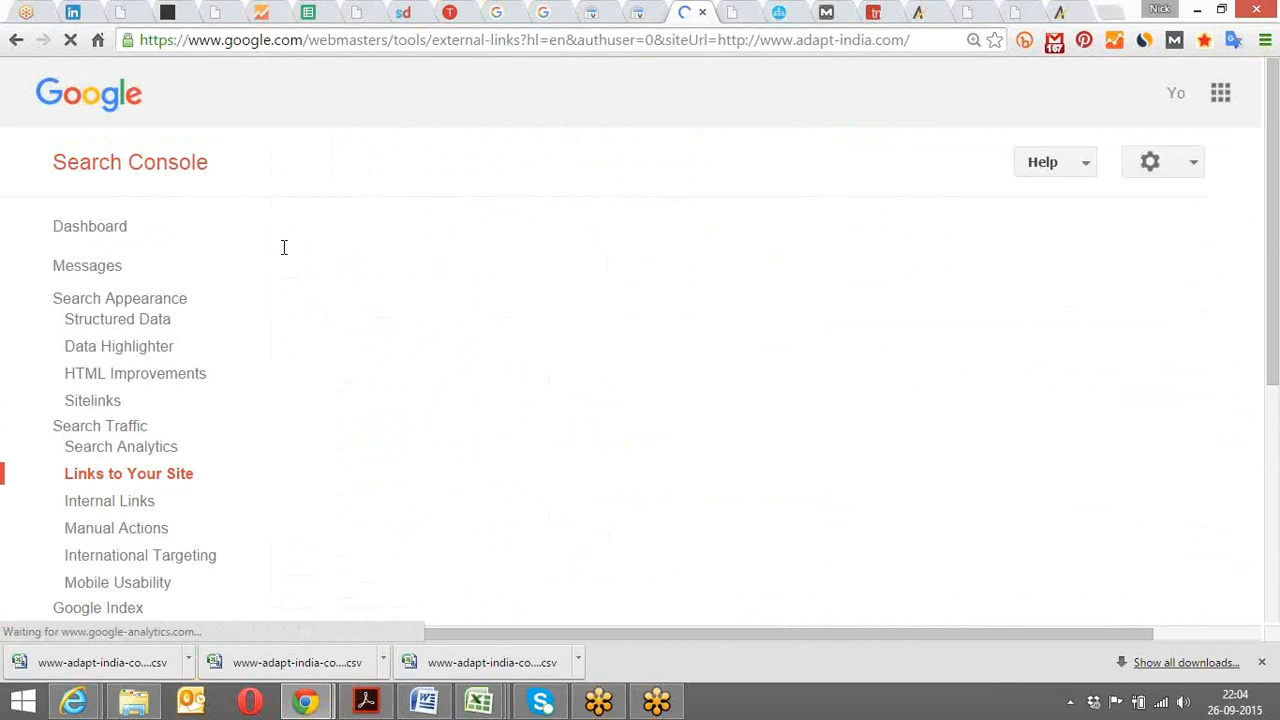 Nick
https://www.google.com/webmasters/tools/external-links?hl=en&authuser=0&siteUrl=http://www.adapt-india.com/
167
Google
Yo
Search Console
Help
Dashboard
Messages
Search Appearance
Structured Data
Data Highlighter
HTML Improvements
Sitelinks
Search Traffic
Search Analytics
Links to Your Site
Internal Links
Manual Actions
International Targeting
Mobile Usability
Google Index
Waiting for www.google-analytics.com...
www-adapt-india-co....csv
www-adapt-india-co....csv
www-adapt-india-co....csv
Show all downloads...
22:04
26-09-2015